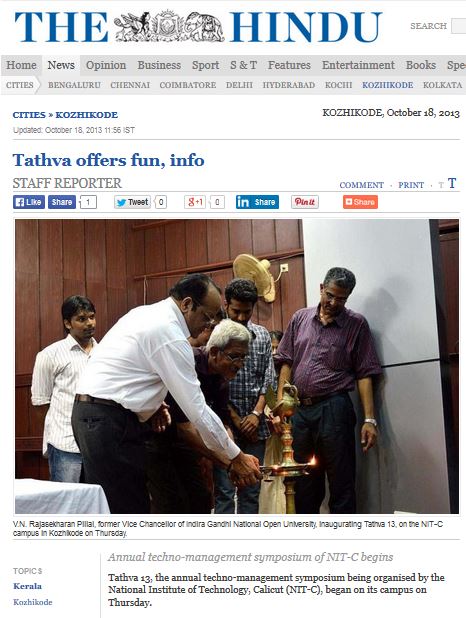 THE HINDU
SEARCH
Home News Opinion Business Sport S & T Features Entertainment Books Spe
CITIES BENGALURU CHENNAI COIMBATORE DELHI HYDERABAD KOCHI KOZHIKODE KOLKATA
CITIES » KOZHIKODE
KOZHIKODE, October 18, 2013
Updated: October 18, 2013 11:56 IST
Tathva offers fun, info
STAFF REPORTER
COMMENT · PRINT · T T
Like Share 1 Tweet 0 +1 0 Share Pinit Share
V.N. Rajasekharan Pillai, former Vice Chancellor of Indira Gandhi National Open University, inaugurating Tathva 13, on the NIT-C
campus in Kozhikode on Thursday.
Annual techno-management symposium of NIT-C begins
TOPICS
Kerala
Kozhikode
Tathva 13, the annual techno-management symposium being organised by the
National Institute of Technology, Calicut (NIT-C), began on its campus on
Thursday.